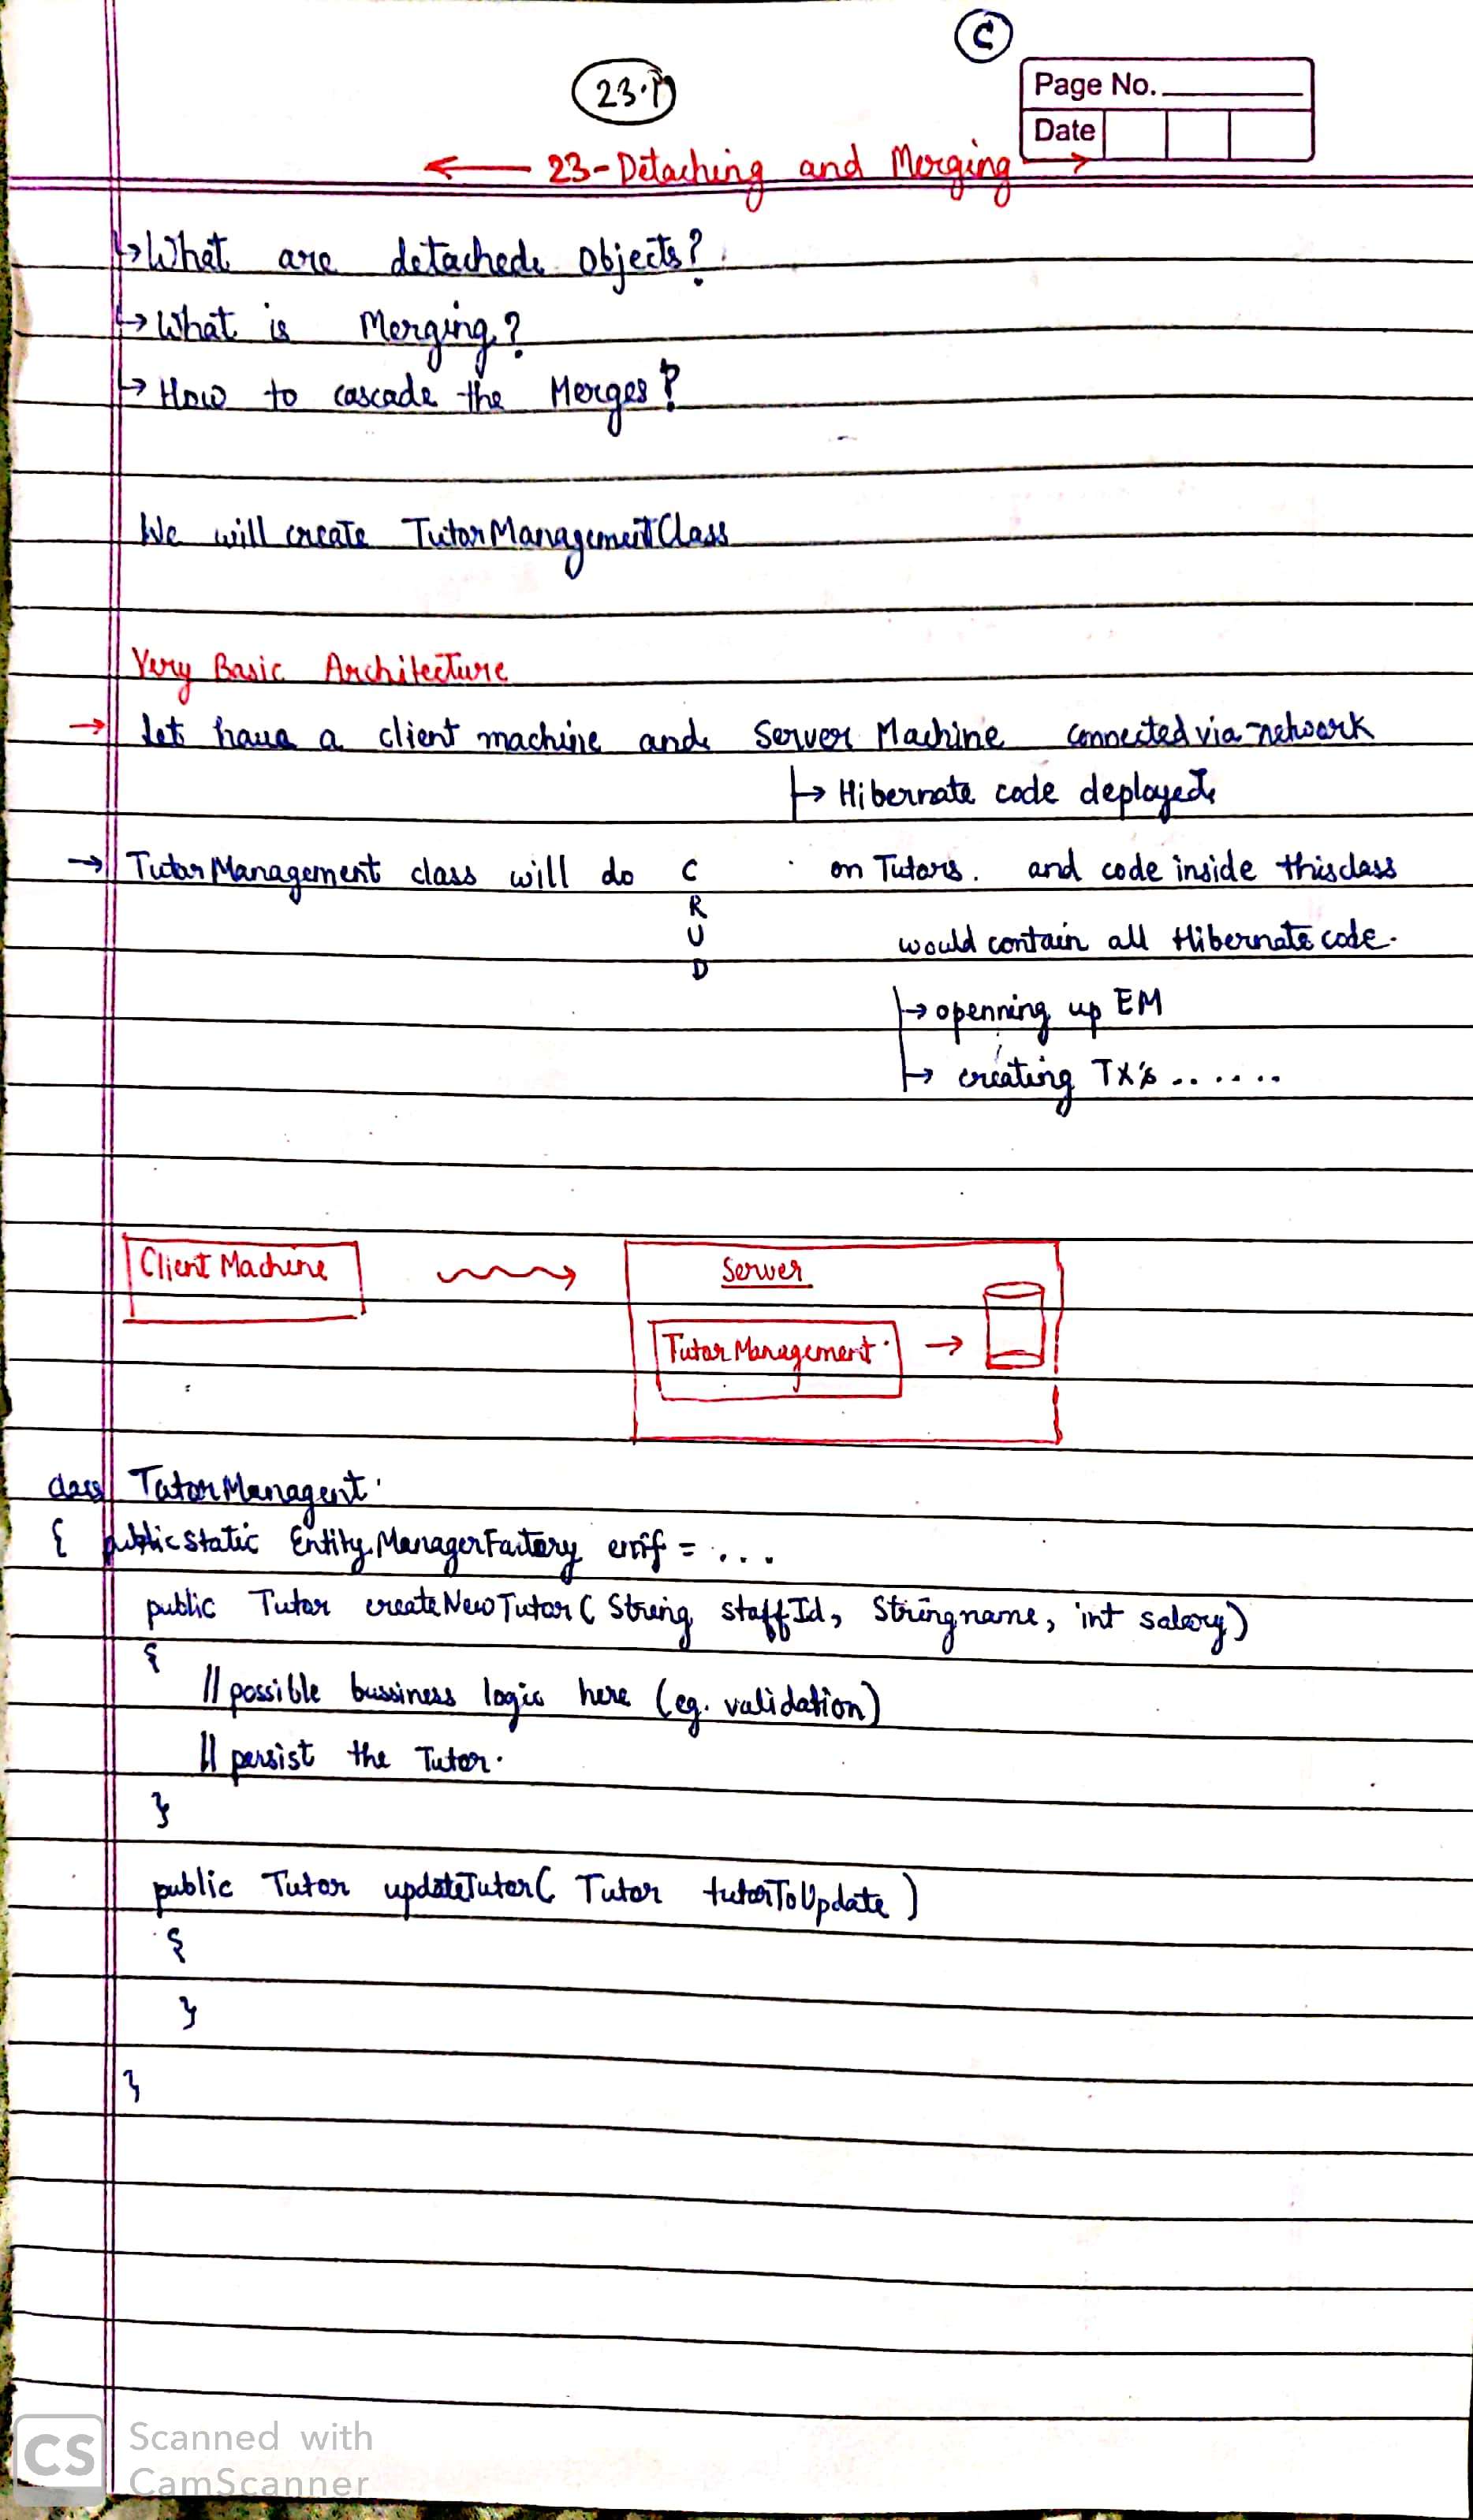 C
23.1
Page No.
Date
← 23-Detaching and Merging →
↳ What are detached objects?
↳ What is Merging?
↳ How to cascade the Merges?
We will create TutorManagementClass
Very Basic Architecture
→ let have a client machine and Server Machine connected via network
↳ Hibernate code deployed
→ TutorManagement class will do C on Tutors. and code inside this class
R
U would contain all Hibernate code.
D
↳ openning up EM
↳ creating TX's ......
Client Machine
Server
TutorManagement →
class TutorManagent
{ public static EntityManagerFactory emf = ...
public Tutor createNewTutor( String staffId, String name, int salary)
{
// possible bussiness logic here (eg. validation)
// persist the Tutor.
}
public Tutor updateTutor( Tutor tutorToUpdate )
{
}
}
CS Scanned with
CamScanner